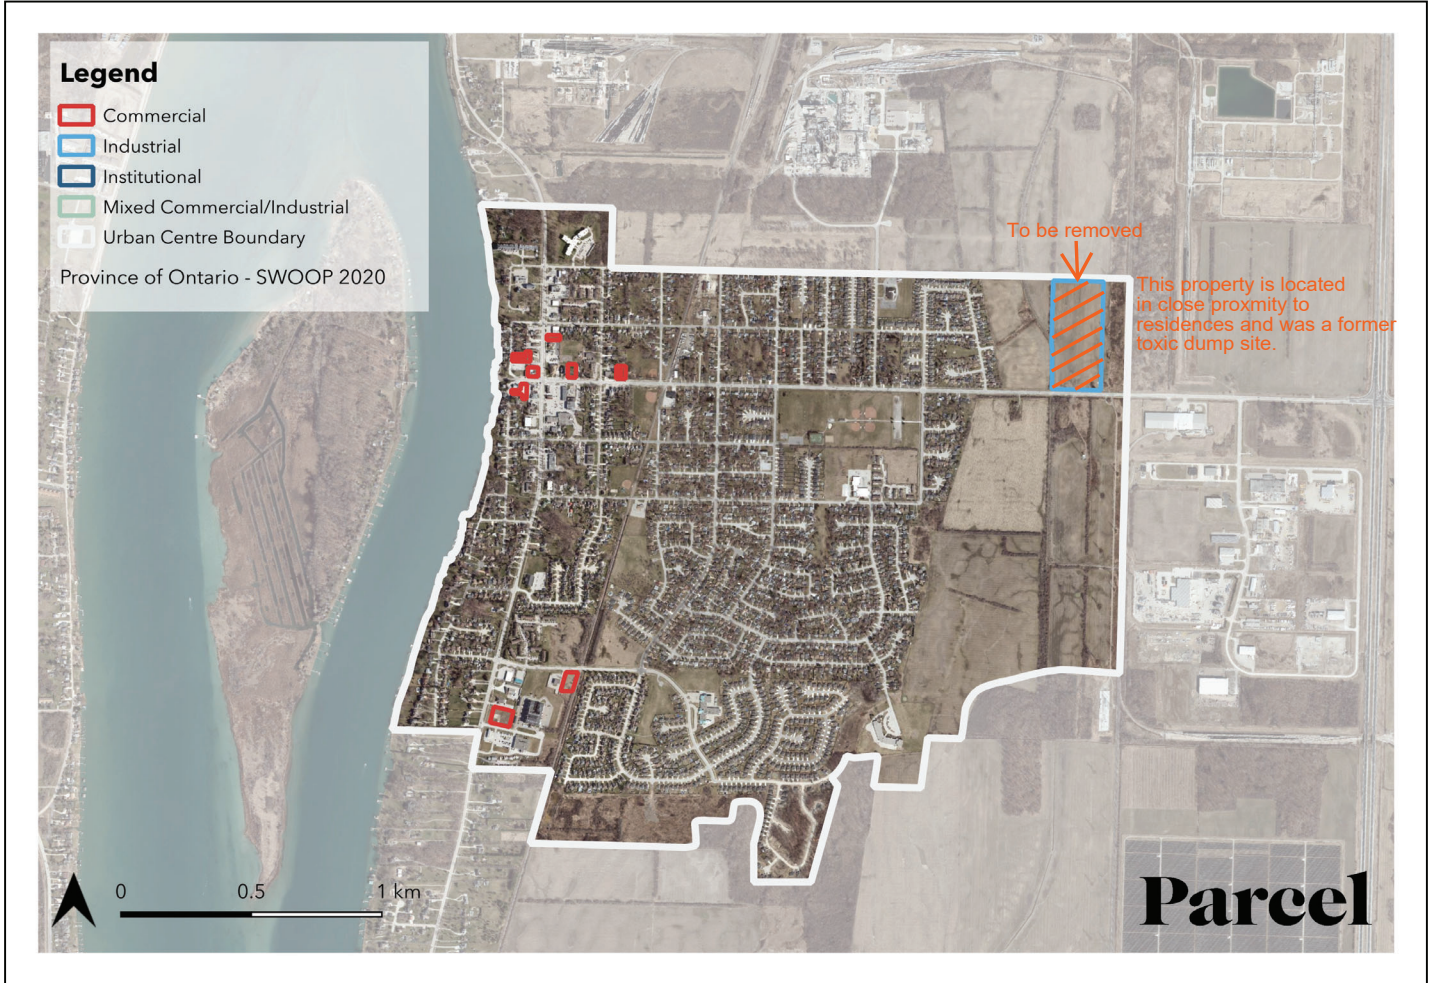 Legend
Commercial
Industrial
Institutional
Mixed Commercial/Industrial
Urban Centre Boundary
Province of Ontario - SWOOP 2020
To be removed
This property is located
in close proxmity to
residences and was a former
toxic dump site.
0 0.5 1 km
Parcel